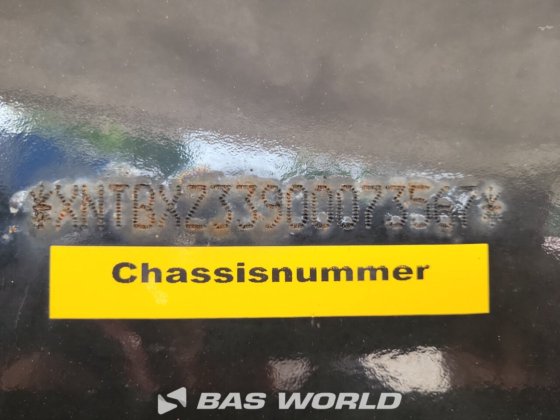 *XNTBXZ33900073567*
Chassisnummer
BAS WORLD